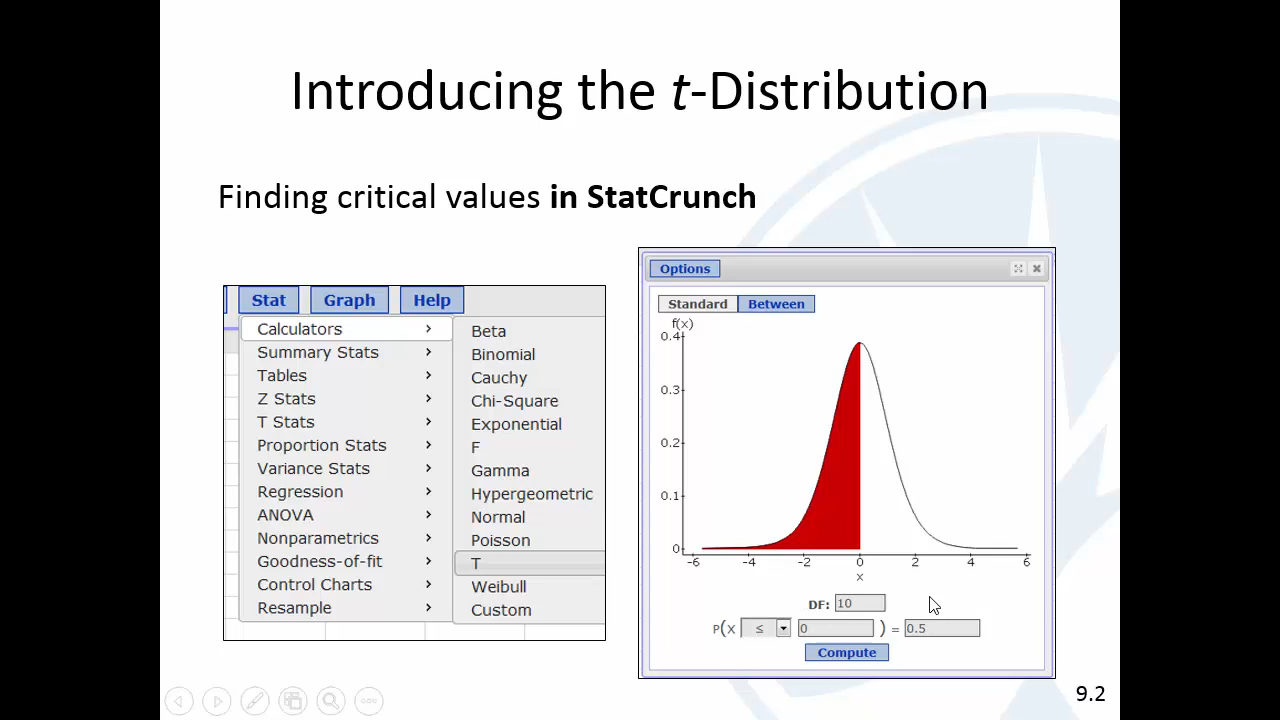 Introducing the t-Distribution
Finding critical values in StatCrunch
Stat Graph Help
Calculators
Summary Stats
Tables
Z Stats
T Stats
Proportion Stats
Variance Stats
Regression
ANOVA
Nonparametrics
Goodness-of-fit
Control Charts
Resample
Beta
Binomial
Cauchy
Chi-Square
Exponential
F
Gamma
Hypergeometric
Normal
Poisson
T
Weibull
Custom
Options
Standard Between
f(x)
0.4
0.3
0.2
0.1
0
-6 -4 -2 0 2 4 6
x
DF: 10
P(x ≤ 0 ) = 0.5
Compute
9.2